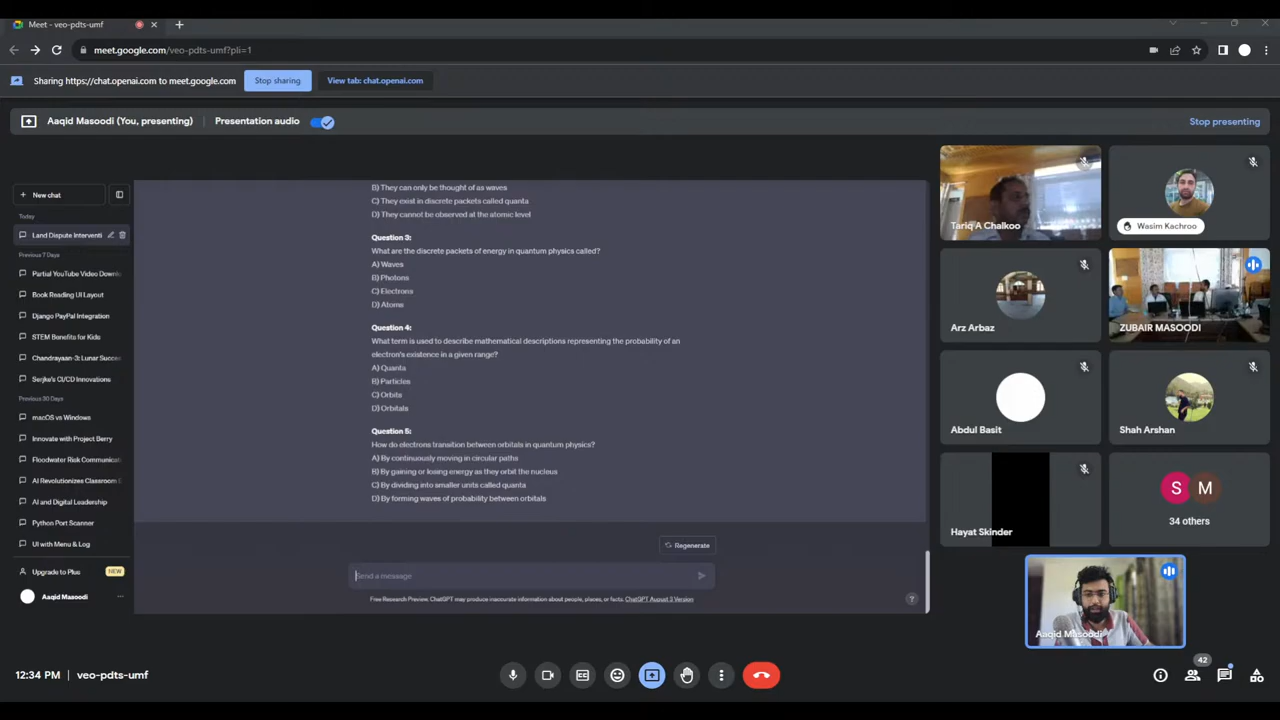 Meet - veo-pdts-umf
meet.google.com/veo-pdts-umf?pli=1
Sharing https://chat.openai.com to meet.google.com
Stop sharing
View tab: chat.openai.com
Aaqid Masoodi (You, presenting)
Presentation audio
Stop presenting
New chat
Today
Land Dispute Interventi
Previous 7 Days
Partial YouTube Video Downl
Book Reading UI Layout
Django PayPal Integration
STEM Benefits for Kids
Chandrayaan-3: Lunar Succes
Serjke's CI/CD Innovations
Previous 30 Days
macOS vs Windows
Innovate with Project Berry
Floodwater Risk Communicati
AI Revolutionizes Classroom E
AI and Digital Leadership
Python Port Scanner
UI with Menu & Log
Upgrade to Plus
NEW
Aaqid Masoodi
B) They can only be thought of as waves
C) They exist in discrete packets called quanta
D) They cannot be observed at the atomic level
Question 3:
What are the discrete packets of energy in quantum physics called?
A) Waves
B) Photons
C) Electrons
D) Atoms
Question 4:
What term is used to describe mathematical descriptions representing the probability of an
electron's existence in a given range?
A) Quanta
B) Particles
C) Orbits
D) Orbitals
Question 5:
How do electrons transition between orbitals in quantum physics?
A) By continuously moving in circular paths
B) By gaining or losing energy as they orbit the nucleus
C) By dividing into smaller units called quanta
D) By forming waves of probability between orbitals
Regenerate
Send a message
Free Research Preview. ChatGPT may produce inaccurate information about people, places, or facts. ChatGPT August 3 Version
?
Tariq A Chalkoo
Wasim Kachroo
Arz Arbaz
ZUBAIR MASOODI
Abdul Basit
Shah Arshan
Hayat Skinder
S M
34 others
Aaqid Masoodi
12:34 PM
veo-pdts-umf
42